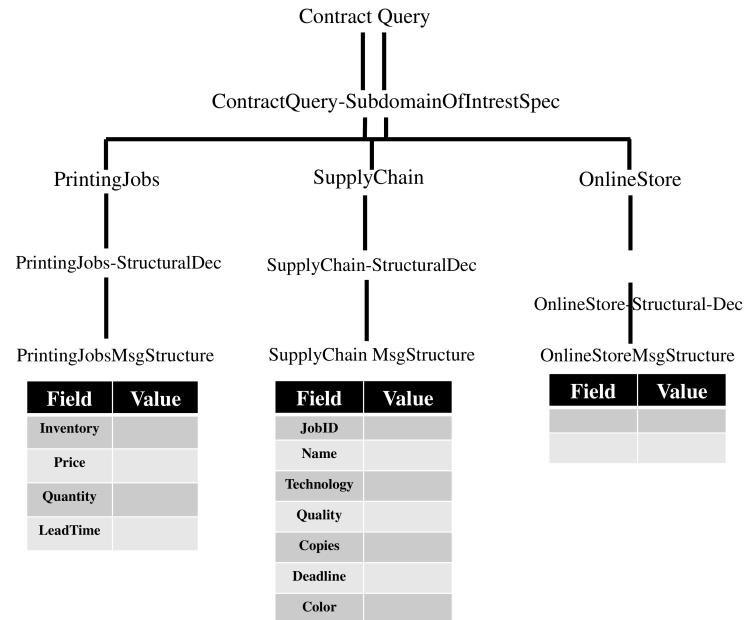 Contract Query
ContractQuery-SubdomainOfIntrestSpec
PrintingJobs
SupplyChain
OnlineStore
PrintingJobs-StructuralDec
SupplyChain-StructuralDec
OnlineStore-Structural-Dec
PrintingJobsMsgStructure
SupplyChain MsgStructure
OnlineStoreMsgStructure
Field Value
Inventory
Price
Quantity
LeadTime
Field Value
JobID
Name
Technology
Quality
Copies
Deadline
Color
Field Value